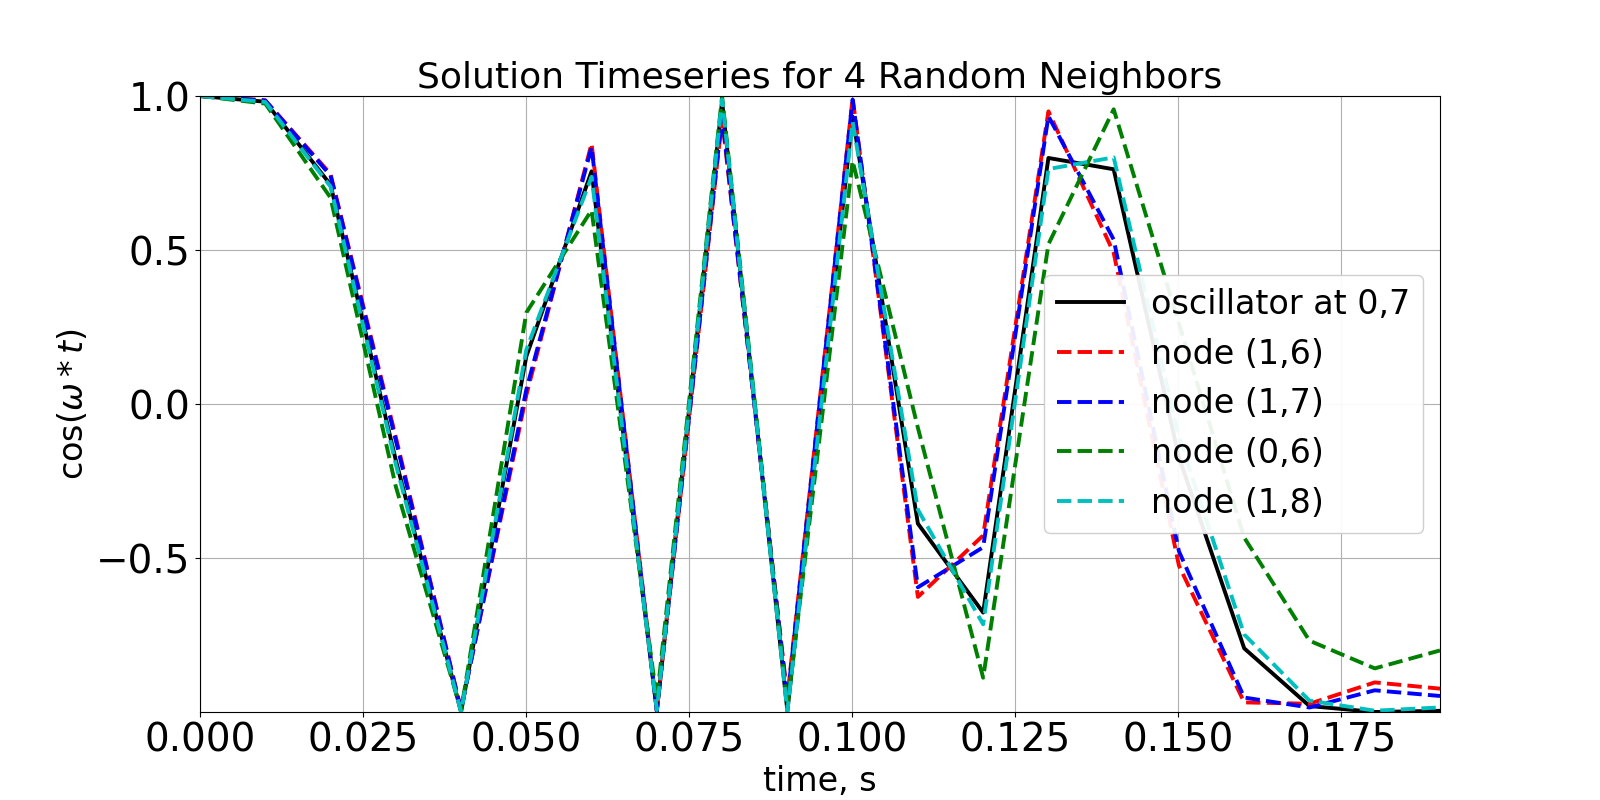 Solution Timeseries for 4 Random Neighbors
1.0
0.5
0.0
−0.5
cos(ω * t)
oscillator at 0,7
node (1,6)
node (1,7)
node (0,6)
node (1,8)
0.000 0.025 0.050 0.075 0.100 0.125 0.150 0.175
time, s